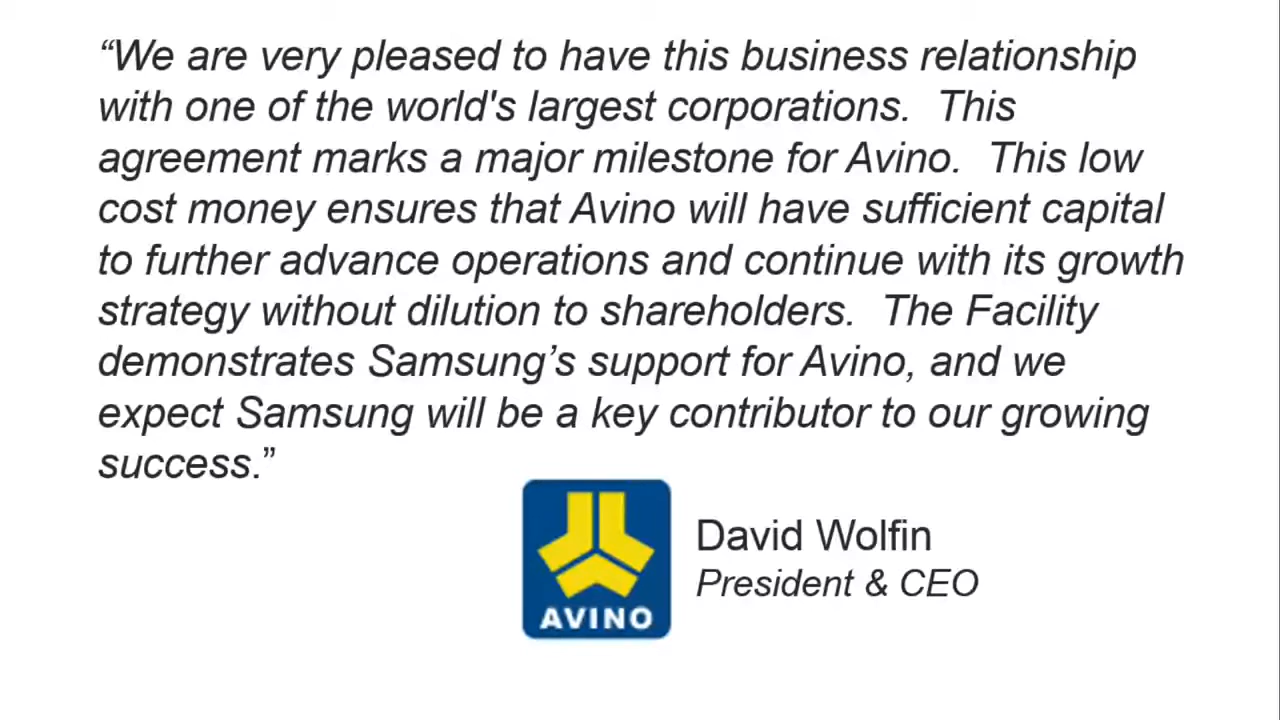 “We are very pleased to have this business relationship
with one of the world's largest corporations.  This
agreement marks a major milestone for Avino.  This low
cost money ensures that Avino will have sufficient capital
to further advance operations and continue with its growth
strategy without dilution to shareholders.  The Facility
demonstrates Samsung’s support for Avino, and we
expect Samsung will be a key contributor to our growing
success.”
David Wolfin
President & CEO
AVINO